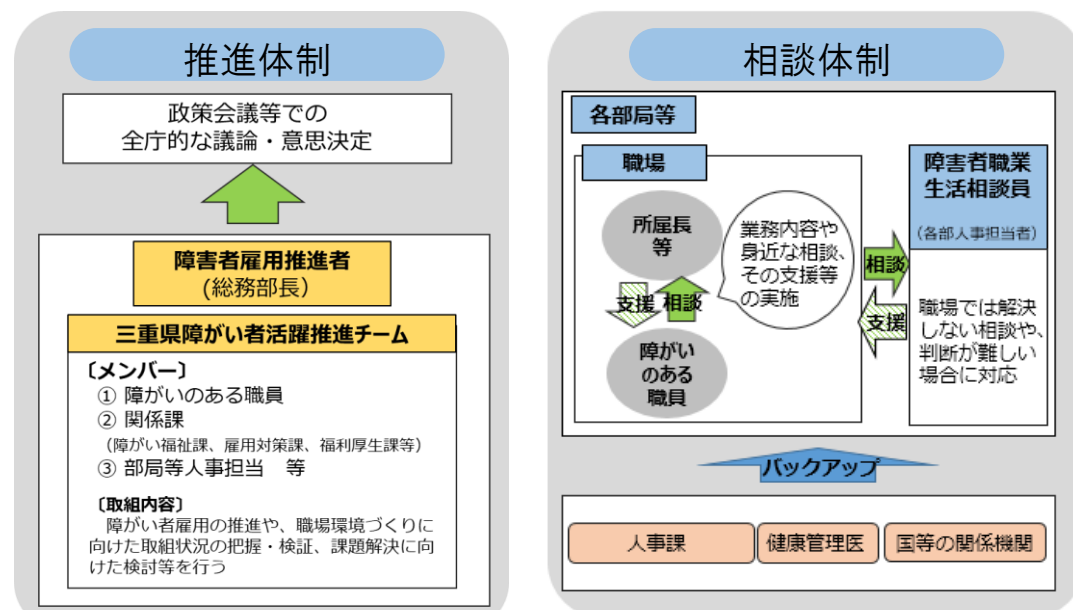 推進体制
政策会議等での
全庁的な議論・意思決定
障害者雇用推進者
(総務部長）
三重県障がい者活躍推進チーム
〔メンバー〕
① 障がいのある職員
② 関係課
（障がい福祉課、雇用対策課、福利厚生課等）
③ 部局等人事担当　等
〔取組内容〕
障がい者雇用の推進や、職場環境づくりに
向けた取組状況の把握・検証、課題解決に向
けた検討等を行う
相談体制
各部局等
職場
所属長
等
業務内容や
身近な相談、
その支援等
の実施
支援
相談
障がい
のある
職員
相談
支援
障害者職業
生活相談員
（各部人事担当者）
職場では解決
しない相談や、
判断が難しい
場合に対応
バックアップ
人事課
健康管理医
国等の関係機関